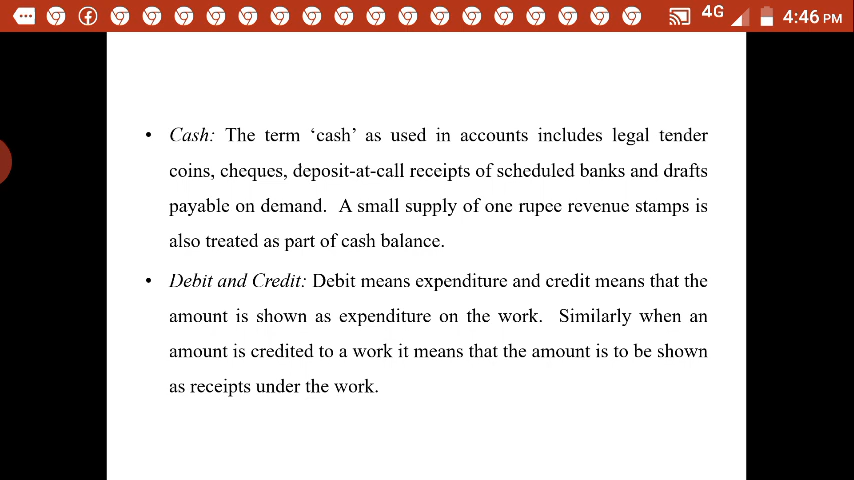 4G 4:46 PM
• Cash: The term ‘cash’ as used in accounts includes legal tender
coins, cheques, deposit-at-call receipts of scheduled banks and drafts
payable on demand. A small supply of one rupee revenue stamps is
also treated as part of cash balance.
• Debit and Credit: Debit means expenditure and credit means that the
amount is shown as expenditure on the work. Similarly when an
amount is credited to a work it means that the amount is to be shown
as receipts under the work.